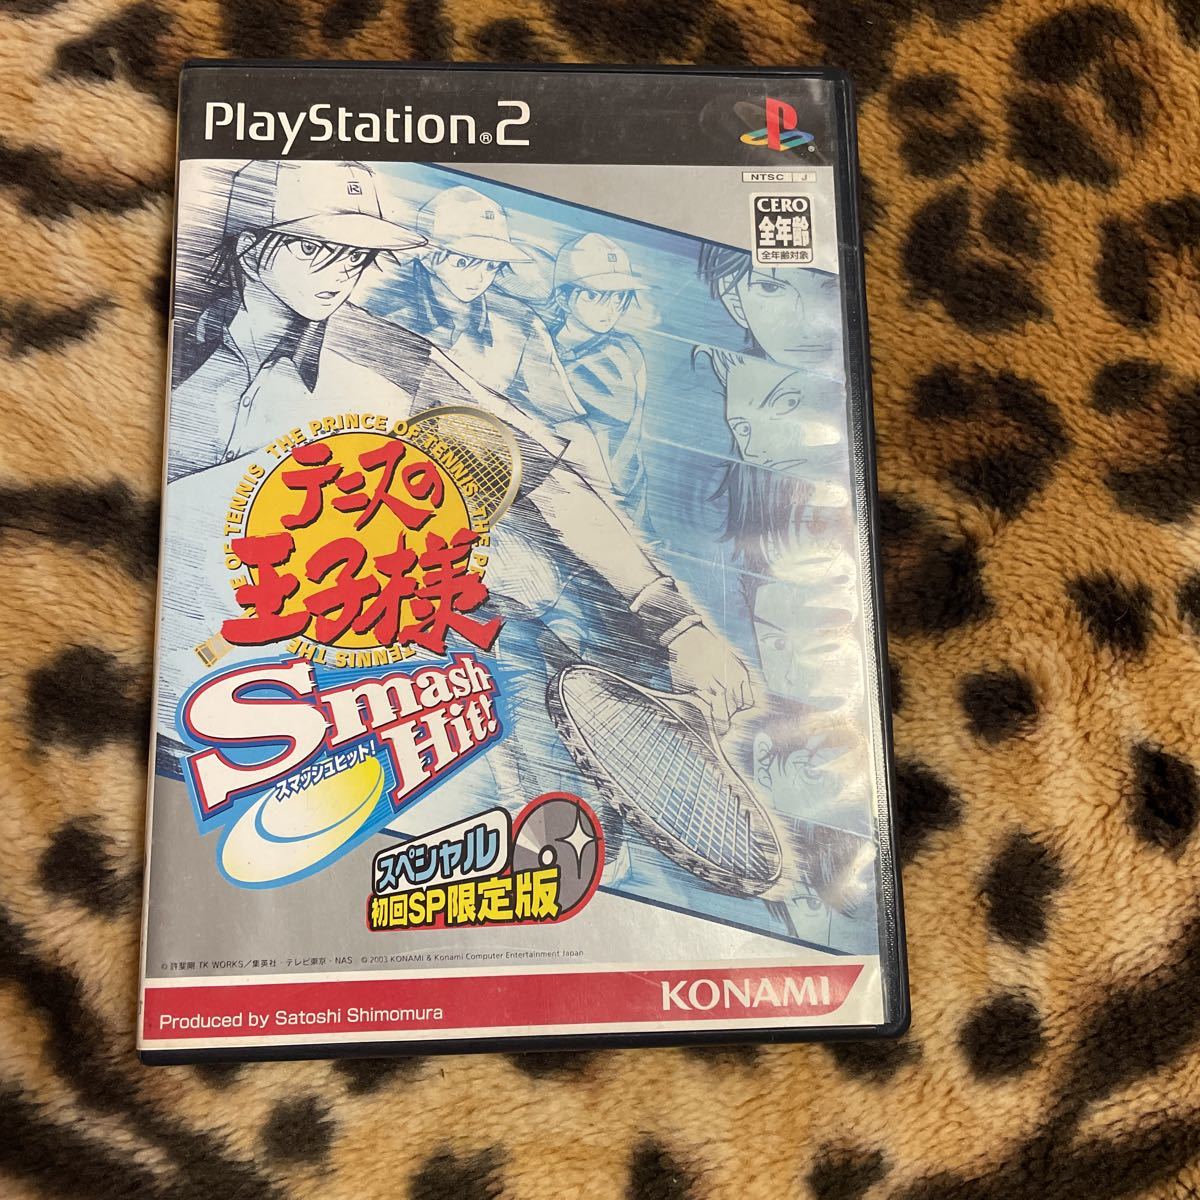 PlayStation®2
NTSC J
CERO
全年齢
全年齢対象
R
THE PRINCE OF TENNIS THE PR
E OF TENNIS
TENNIS THE
テニスの
王子様
Smash
Hit!
スマッシュヒット!
スペシャル
初回SP限定版
© 許斐剛 TK WORKS/集英社・テレビ東京・NAS © 2003 KONAMI & Konami Computer Entertainment Japan
Produced by Satoshi Shimomura
KONAMI